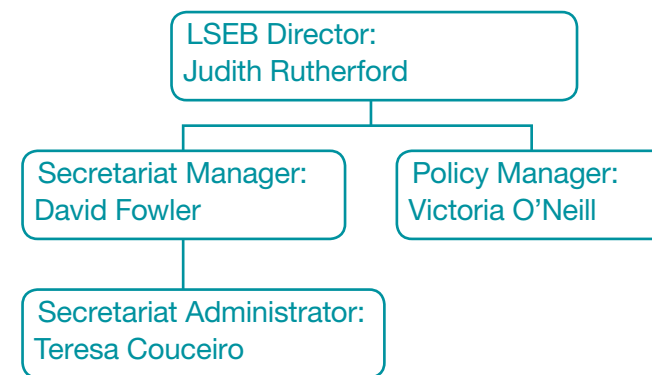 LSEB Director:
Judith Rutherford
Secretariat Manager:
David Fowler
Policy Manager:
Victoria O’Neill
Secretariat Administrator:
Teresa Couceiro